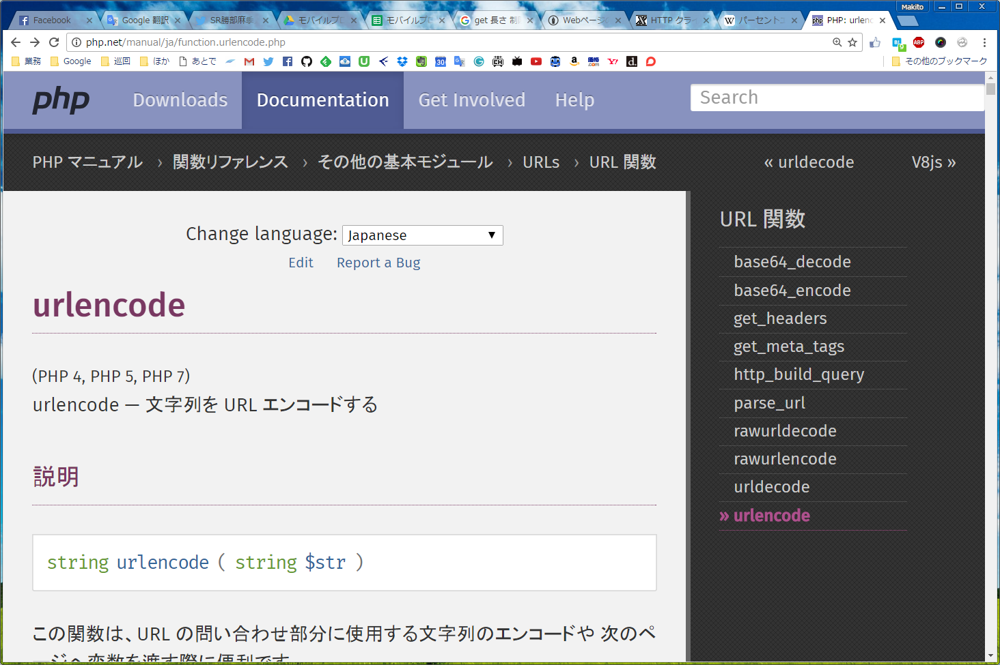 Makito
Facebook
Google 翻訳
SR勝部麻季
モバイルプロ
モバイルプロ
get 長さ 制限
Webページ
HTTP クライ
パーセントエ
PHP: urlenc
php.net/manual/ja/function.urlencode.php
業務 Google 巡回 ほか あとで その他のブックマーク
php Downloads Documentation Get Involved Help Search
PHP マニュアル › 関数リファレンス › その他の基本モジュール › URLs › URL 関数 « urldecode V8js »
Change language: Japanese
Edit Report a Bug
urlencode
(PHP 4, PHP 5, PHP 7)
urlencode — 文字列を URL エンコードする
説明
string urlencode ( string $str )
この関数は、URL の問い合わせ部分に使用する文字列のエンコードや 次のペ
ージへ変数を渡す際に便利です。
URL 関数
base64_decode
base64_encode
get_headers
get_meta_tags
http_build_query
parse_url
rawurldecode
rawurlencode
urldecode
» urlencode